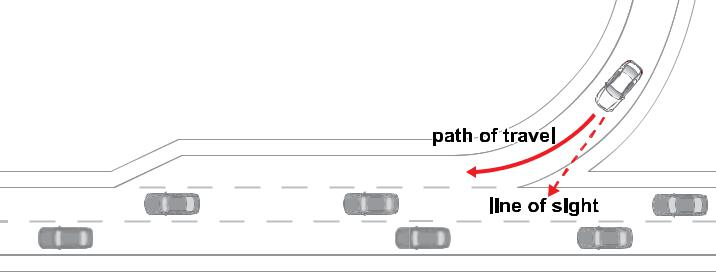 path of travel
line of sight